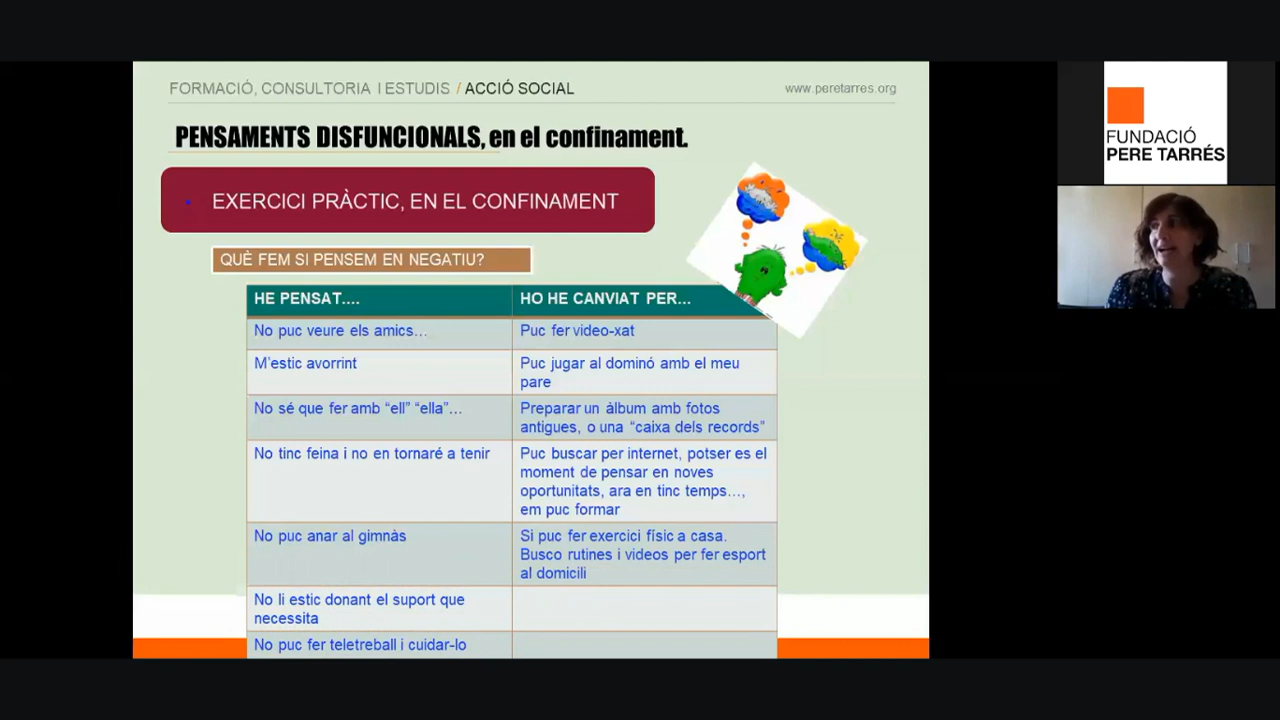 FORMACIÓ, CONSULTORIA I ESTUDIS / ACCIÓ SOCIAL
www.peretarres.org
PENSAMENTS DISFUNCIONALS, en el confinament.
• EXERCICI PRÀCTIC, EN EL CONFINAMENT
QUÈ FEM SI PENSEM EN NEGATIU?
HE PENSAT....
HO HE CANVIAT PER...
No puc veure els amics…
Puc fer video-xat
M'estic avorrint
Puc jugar al dominó amb el meu
pare
No sé que fer amb “ell” “ella”…
Preparar un àlbum amb fotos
antigues, o una “caixa dels records”
No tinc feina i no en tornaré a tenir
Puc buscar per internet, potser es el
moment de pensar en noves
oportunitats, ara en tinc temps…,
em puc formar
No puc anar al gimnàs
Si puc fer exercici físic a casa.
Busco rutines i videos per fer esport
al domicili
No li estic donant el suport que
necessita
No puc fer teletreball i cuidar-lo
FUNDACIÓ
PERE TARRÉS